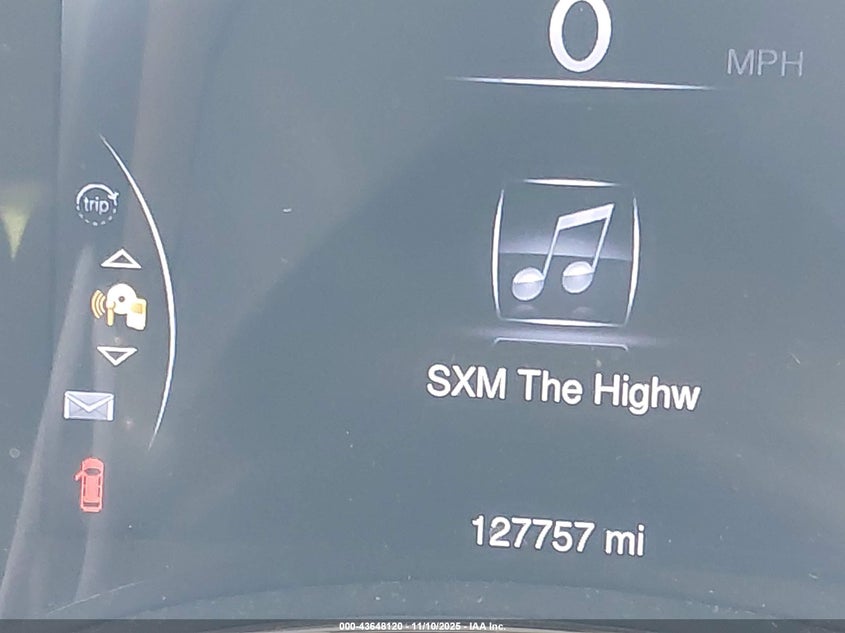 0
MPH
trip
SXM The Highw
127757 mi
000-43648120 - 11/10/2025 - IAA Inc.